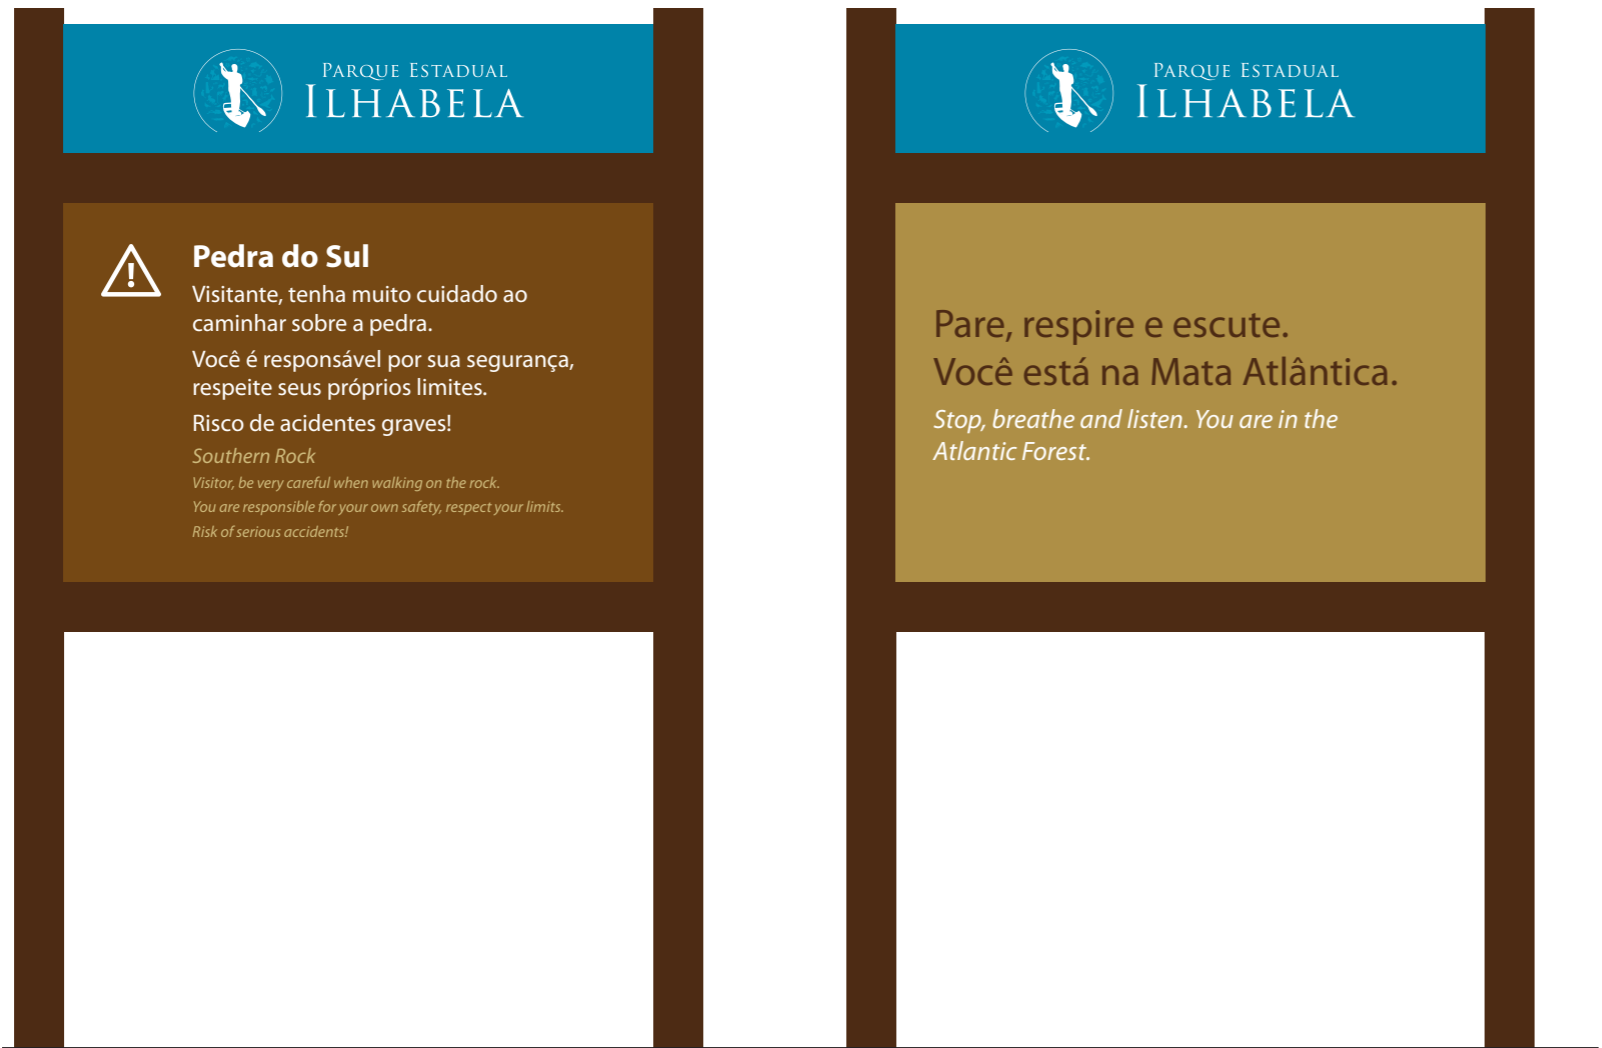 PARQUE ESTADUAL
ILHABELA
Pedra do Sul
Visitante, tenha muito cuidado ao
caminhar sobre a pedra.
Você é responsável por sua segurança,
respeite seus próprios limites.
Risco de acidentes graves!
Southern Rock
Visitor, be very careful when walking on the rock.
You are responsible for your own safety, respect your limits.
Risk of serious accidents!
PARQUE ESTADUAL
ILHABELA
Pare, respire e escute.
Você está na Mata Atlântica.
Stop, breathe and listen. You are in the
Atlantic Forest.